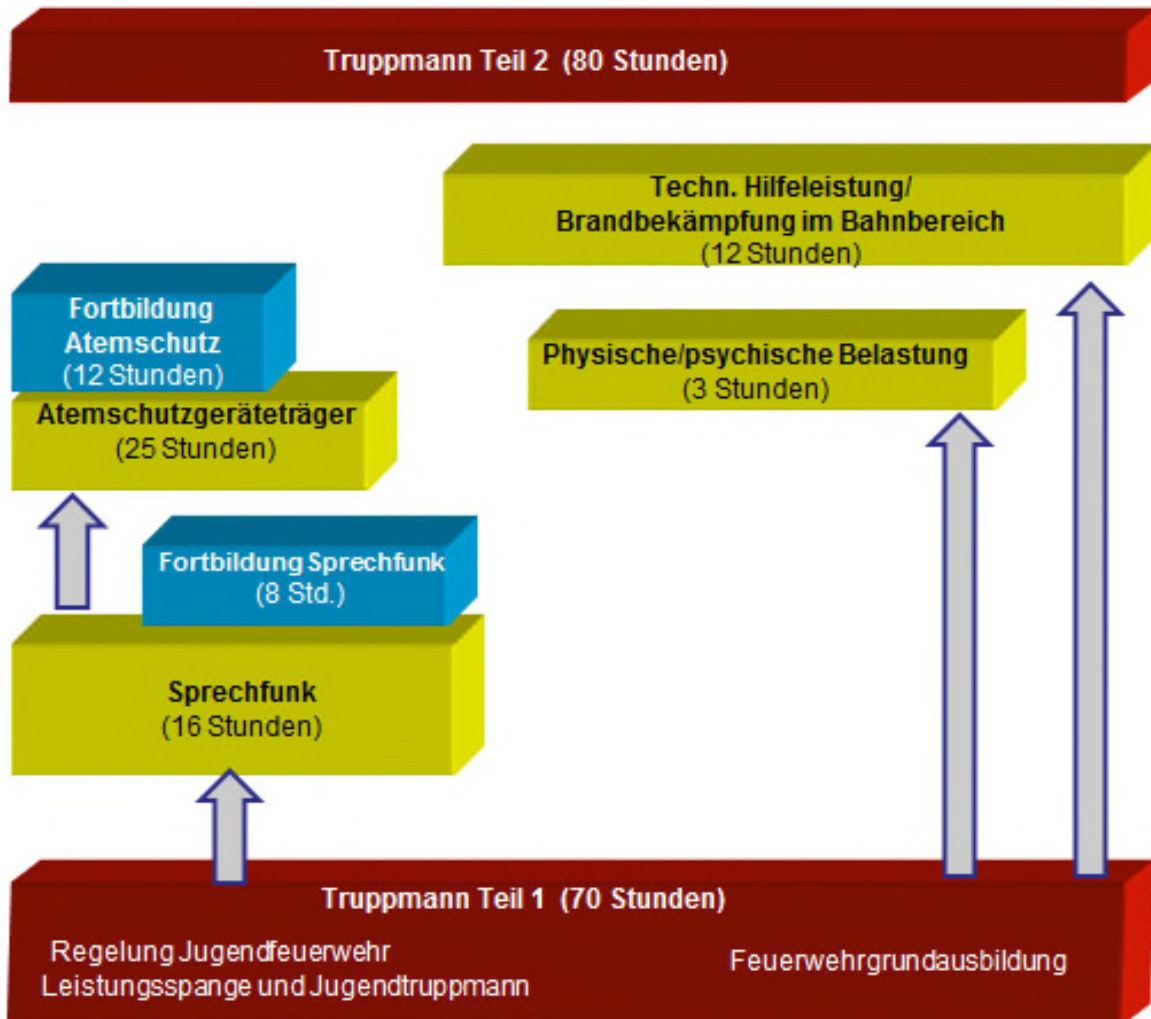 Truppmann Teil 2 (80 Stunden)
Techn. Hilfeleistung/
Brandbekämpfung im Bahnbereich
(12 Stunden)
Fortbildung
Atemschutz
(12 Stunden)
Physische/psychische Belastung
(3 Stunden)
Atemschutzgeräteträger
(25 Stunden)
Fortbildung Sprechfunk
(8 Std.)
Sprechfunk
(16 Stunden)
Truppmann Teil 1 (70 Stunden)
Regelung Jugendfeuerwehr
Leistungsspange und Jugendtruppmann
Feuerwehrgrundausbildung